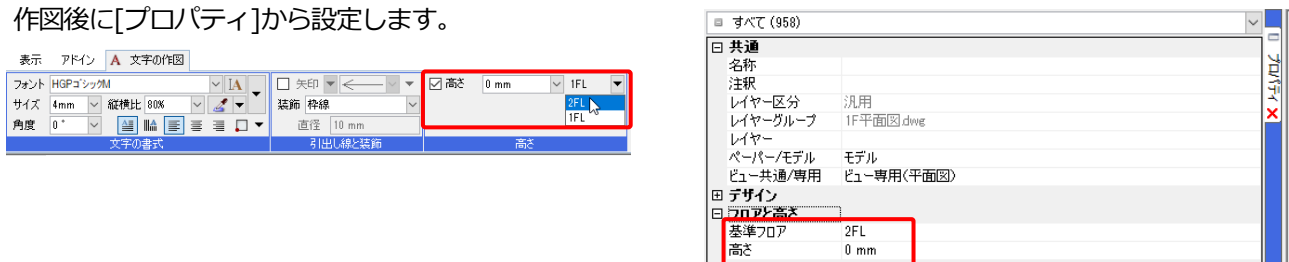 作図後に[プロパティ]から設定します。
表示 アドイン A 文字の作図
フォント HGPゴシックM IA
サイズ 4mm 縦横比 80%
角度 0°
文字の書式
矢印
装飾 枠線
直径 10 mm
引出し線と装飾
高さ 0 mm 1FL
2FL
1FL
高さ
すべて (958)
共通
名称
注釈
レイヤー区分 汎用
レイヤーグループ 1F平面図.dwg
レイヤー
ペーパー/モデル モデル
ビュー共通/専用 ビュー専用(平面図)
デザイン
フロアと高さ
基準フロア 2FL
高さ 0 mm
プロパティ